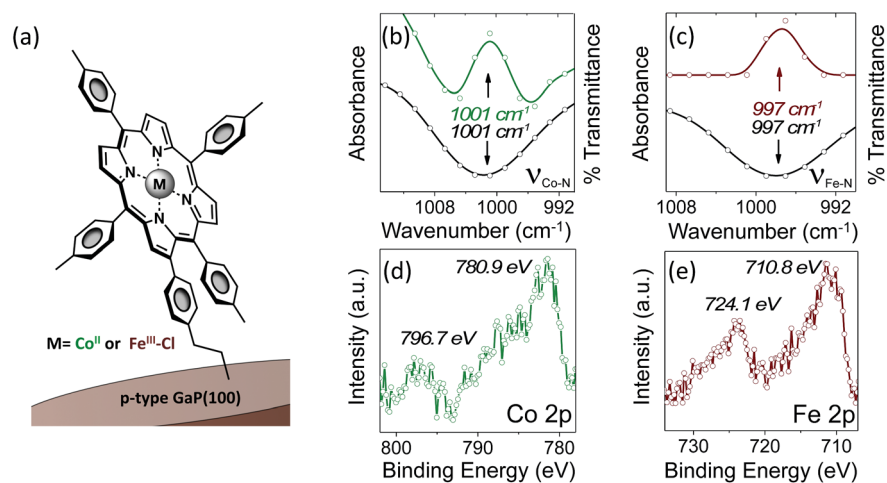 (a)
N
N
M
N
N
M= Coᴵᴵ or Feᴵᴵᴵ-Cl
p-type GaP(100)
(b)
Absorbance
% Transmittance
1001 cm⁻¹
1001 cm⁻¹
ν Co-N
1008 1000 992
Wavenumber (cm⁻¹)
(c)
Absorbance
% Transmittance
997 cm⁻¹
997 cm⁻¹
ν Fe-N
1008 1000 992
Wavenumber (cm⁻¹)
(d)
Intensity (a.u.)
780.9 eV
796.7 eV
Co 2p
800 790 780
Binding Energy (eV)
(e)
Intensity (a.u.)
710.8 eV
724.1 eV
Fe 2p
730 720 710
Binding Energy (eV)